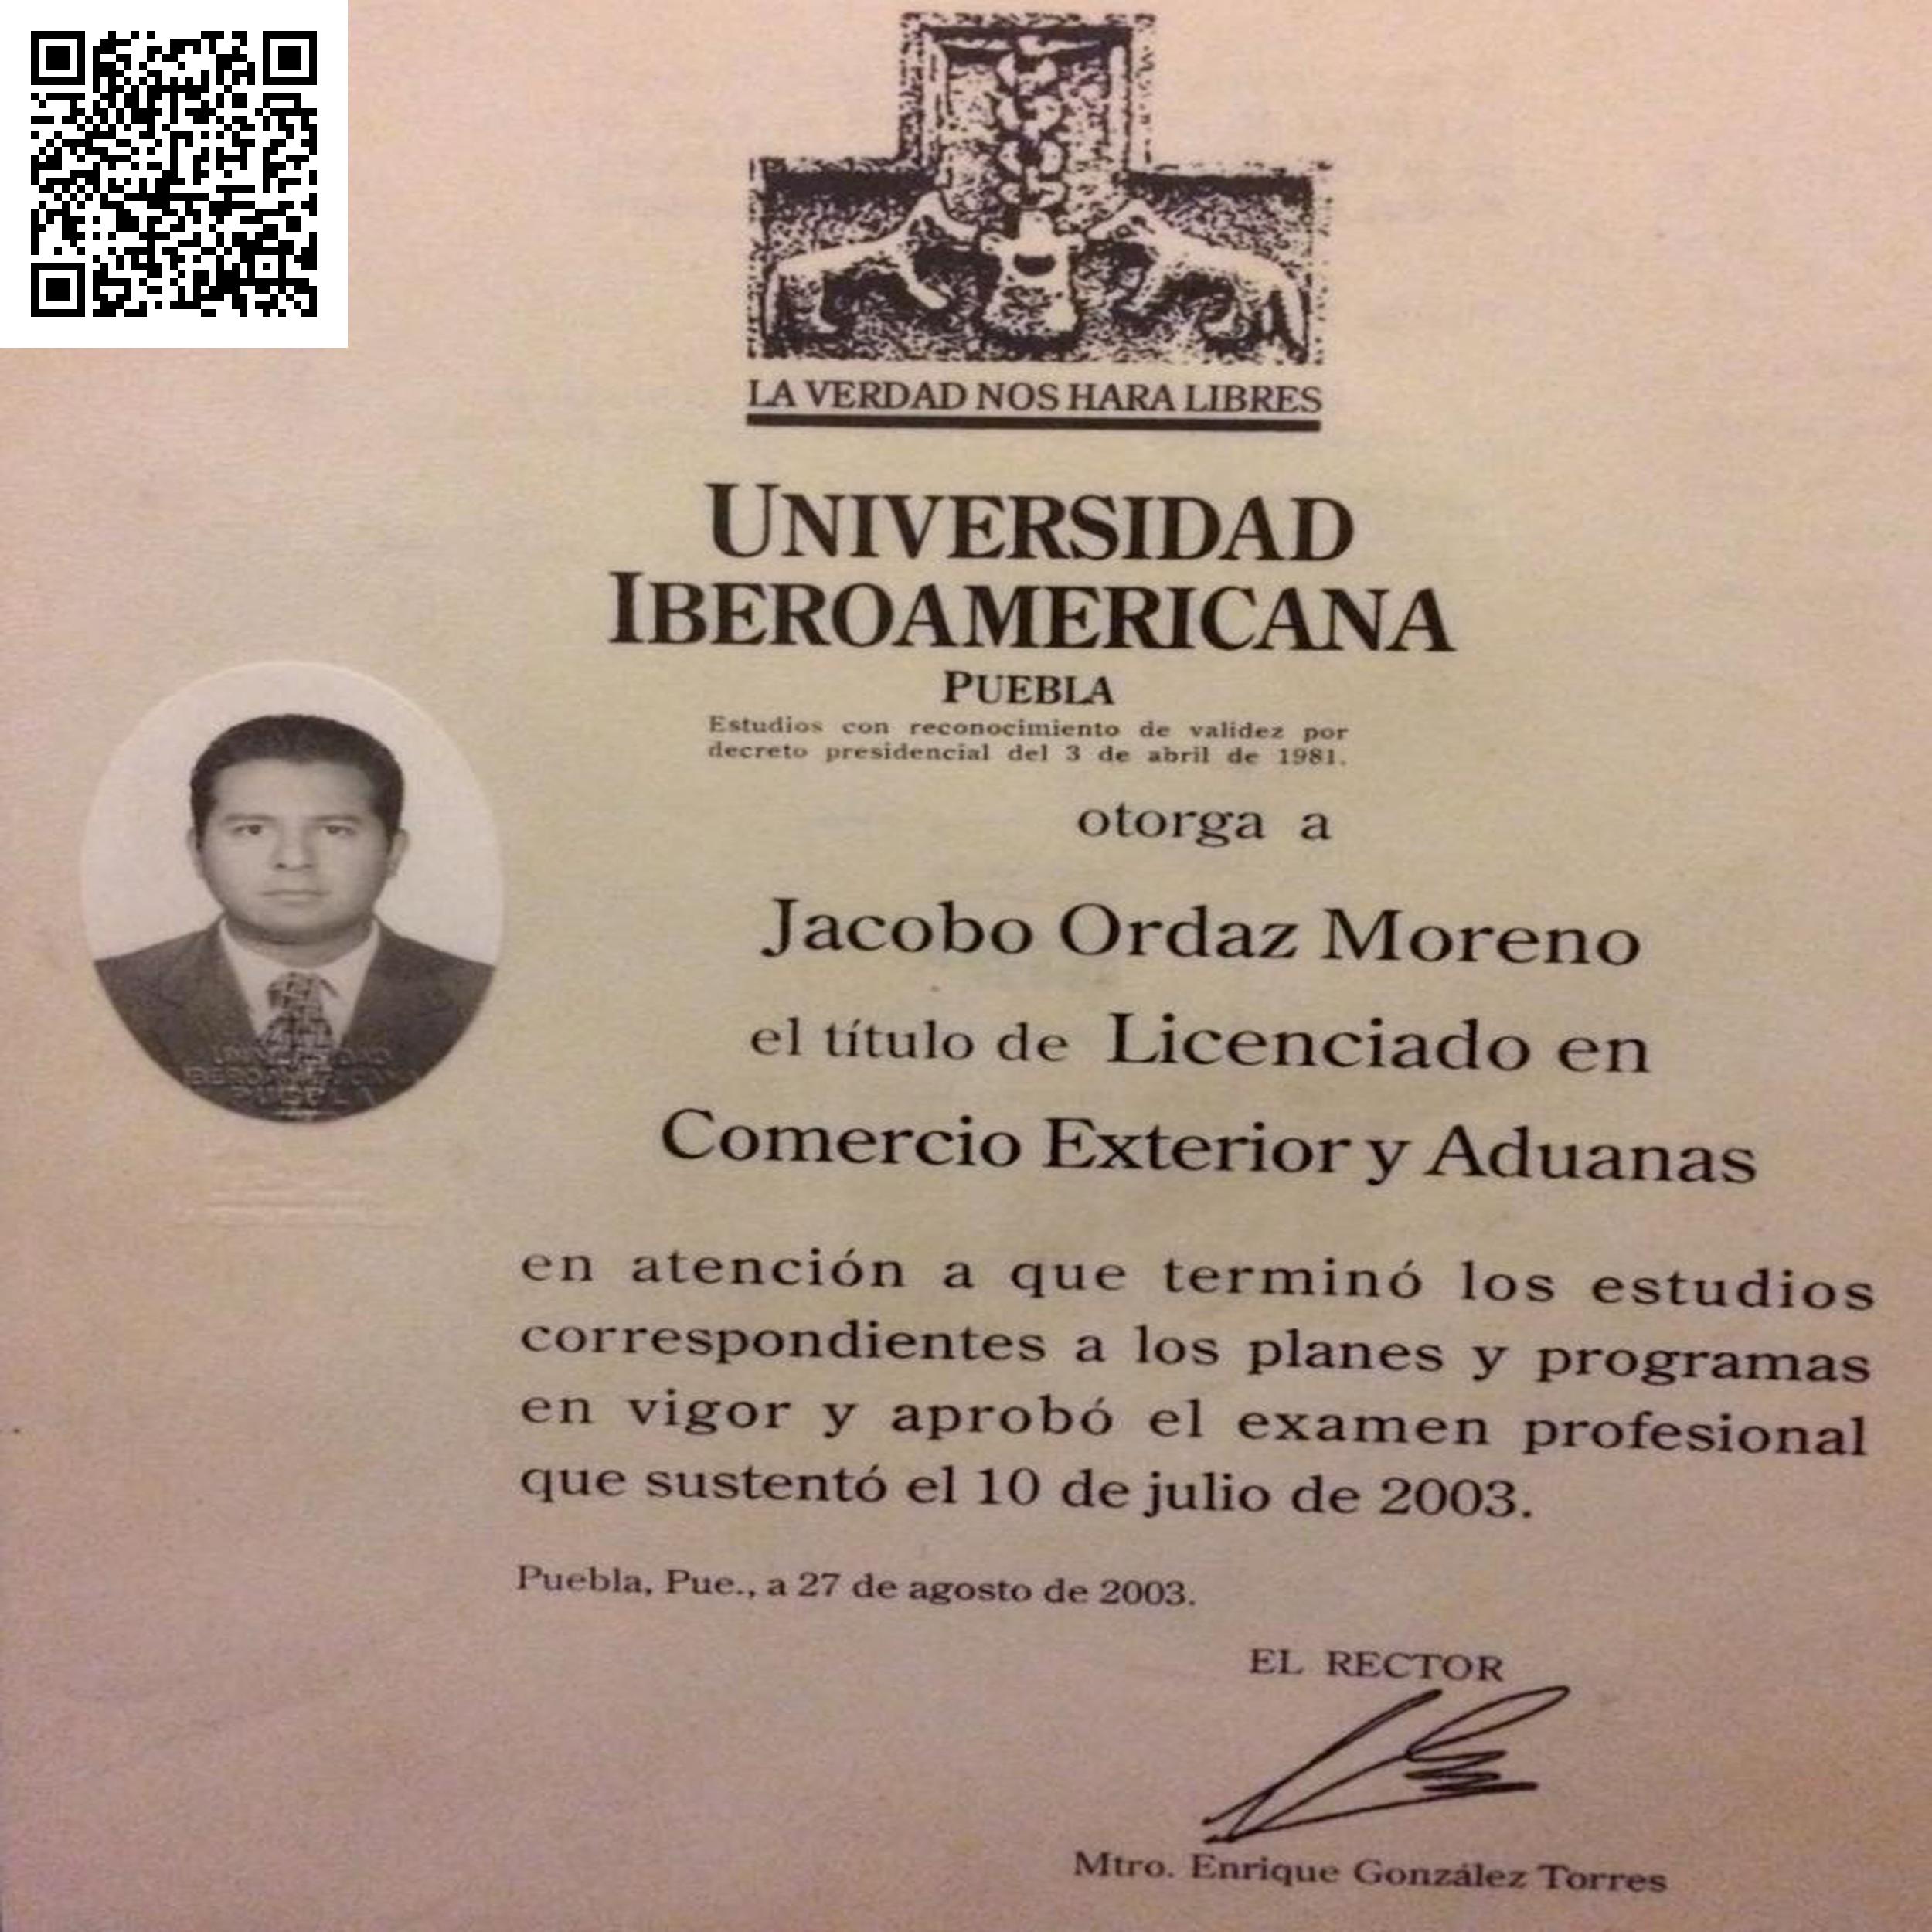 LA VERDAD NOS HARA LIBRES
UNIVERSIDAD
IBEROAMERICANA
PUEBLA
Estudios con reconocimiento de validez por
decreto presidencial del 3 de abril de 1981.
otorga a
Jacobo Ordaz Moreno
el título de Licenciado en
Comercio Exterior y Aduanas
UNIVERSIDAD
IBEROAMERICANA
PUEBLA
en atención a que terminó los estudios
correspondientes a los planes y programas
en vigor y aprobó el examen profesional
que sustentó el 10 de julio de 2003.
Puebla, Pue., a 27 de agosto de 2003.
EL RECTOR
Mtro. Enrique González Torres